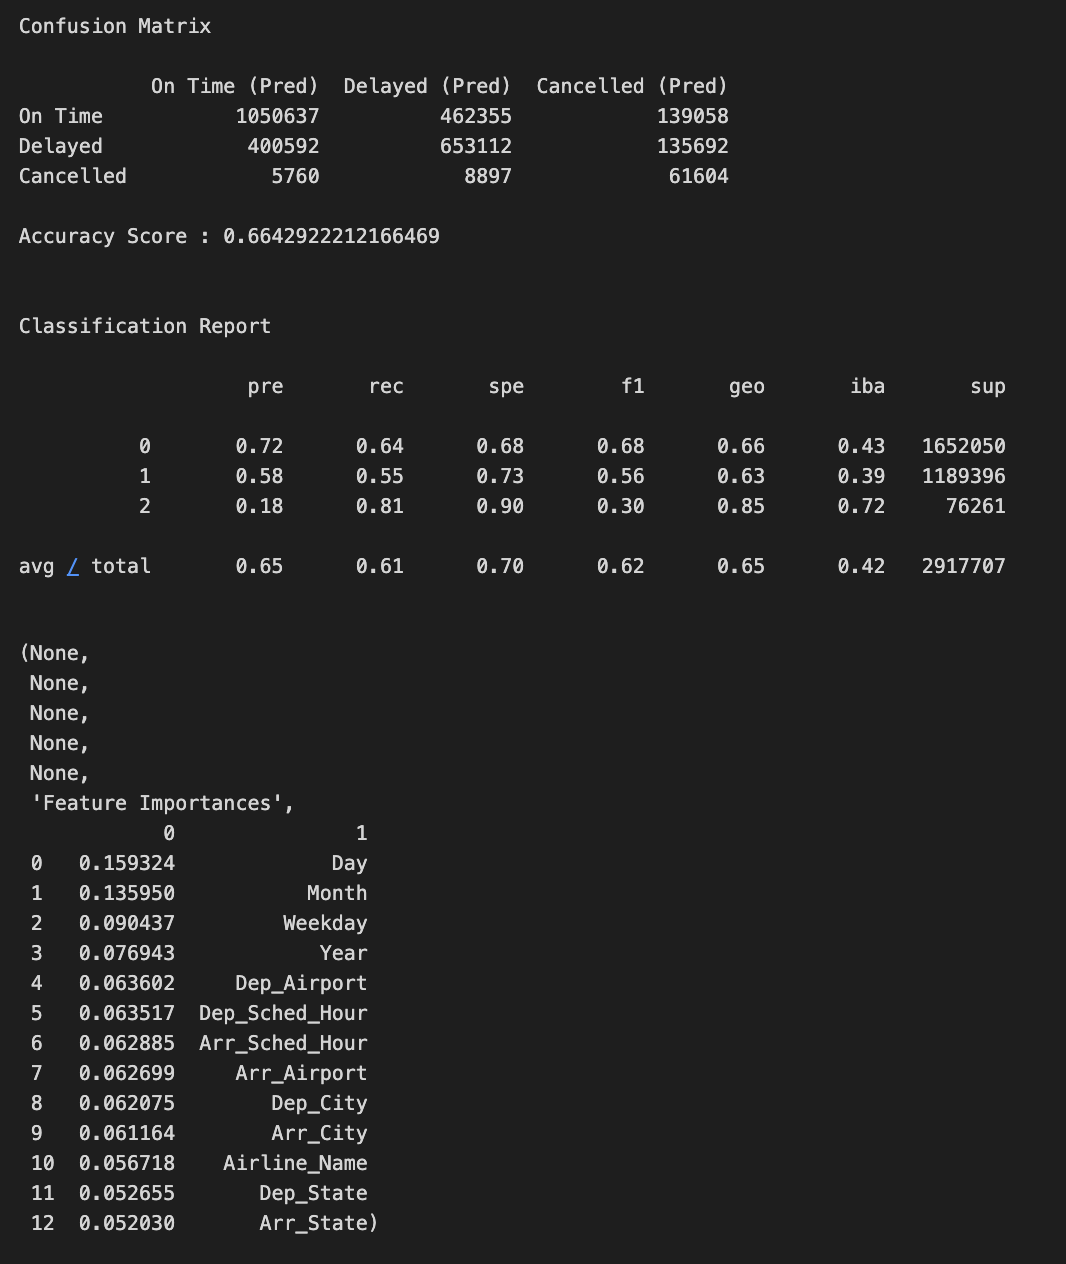 Confusion Matrix
On Time (Pred) Delayed (Pred) Cancelled (Pred)
On Time 1050637 462355 139058
Delayed 400592 653112 135692
Cancelled 5760 8897 61604
Accuracy Score : 0.6642922212166469
Classification Report
pre rec spe f1 geo iba sup
0 0.72 0.64 0.68 0.68 0.66 0.43 1652050
1 0.58 0.55 0.73 0.56 0.63 0.39 1189396
2 0.18 0.81 0.90 0.30 0.85 0.72 76261
avg / total 0.65 0.61 0.70 0.62 0.65 0.42 2917707
(None,
None,
None,
None,
None,
'Feature Importances',
0 1
0 0.159324 Day
1 0.135950 Month
2 0.090437 Weekday
3 0.076943 Year
4 0.063602 Dep_Airport
5 0.063517 Dep_Sched_Hour
6 0.062885 Arr_Sched_Hour
7 0.062699 Arr_Airport
8 0.062075 Dep_City
9 0.061164 Arr_City
10 0.056718 Airline_Name
11 0.052655 Dep_State
12 0.052030 Arr_State)